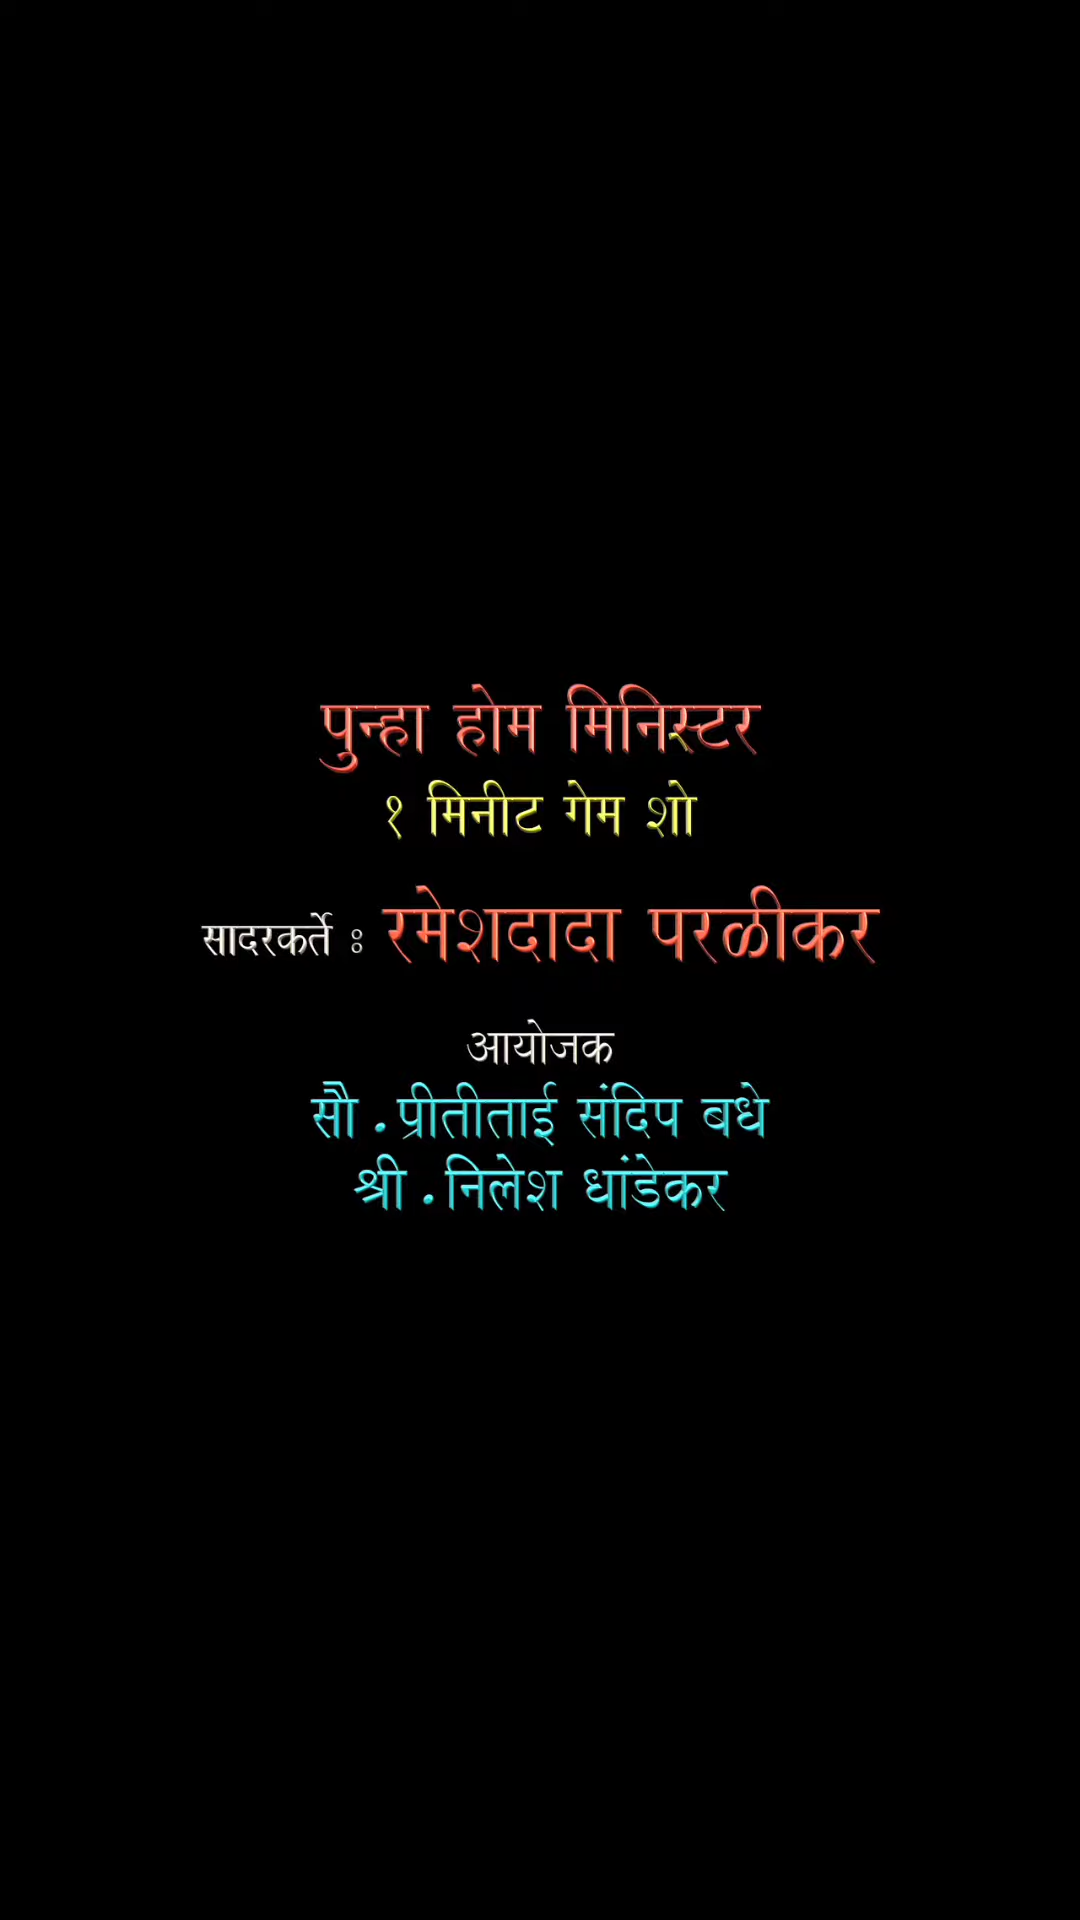 पुन्हा होम मिनिस्टर
१ मिनीट गेम शो
सादरकर्ते : रमेशदादा परळीकर
आयोजक
सौ.प्रीतीताई संदिप बधे
श्री.निलेश धांडेकर